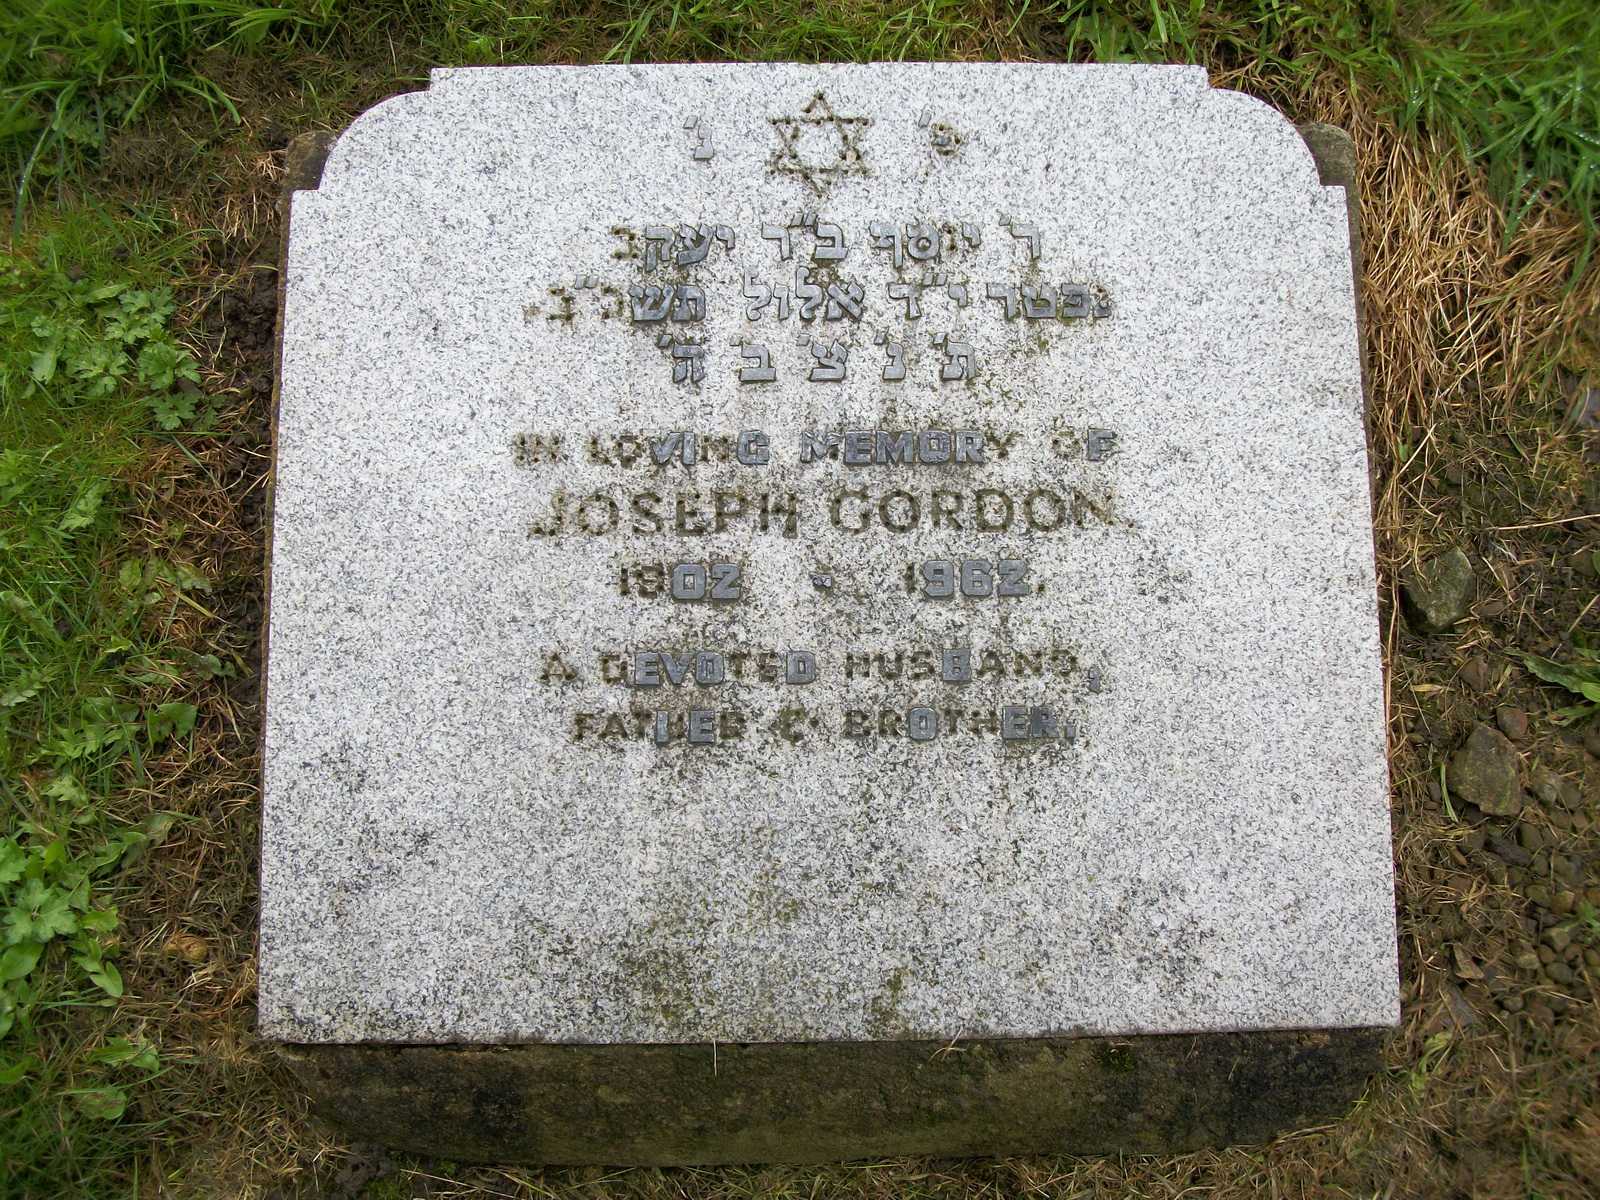 פ' נ'
ר' יוסף ב"ר יעקב
נפטר י"ד אלול תשכ"ב
ת' נ' צ' ב' ה'
IN LOVING MEMORY OF
JOSEPH GORDON.
1902 - 1962.
A DEVOTED HUSBAND,
FATHER & BROTHER.